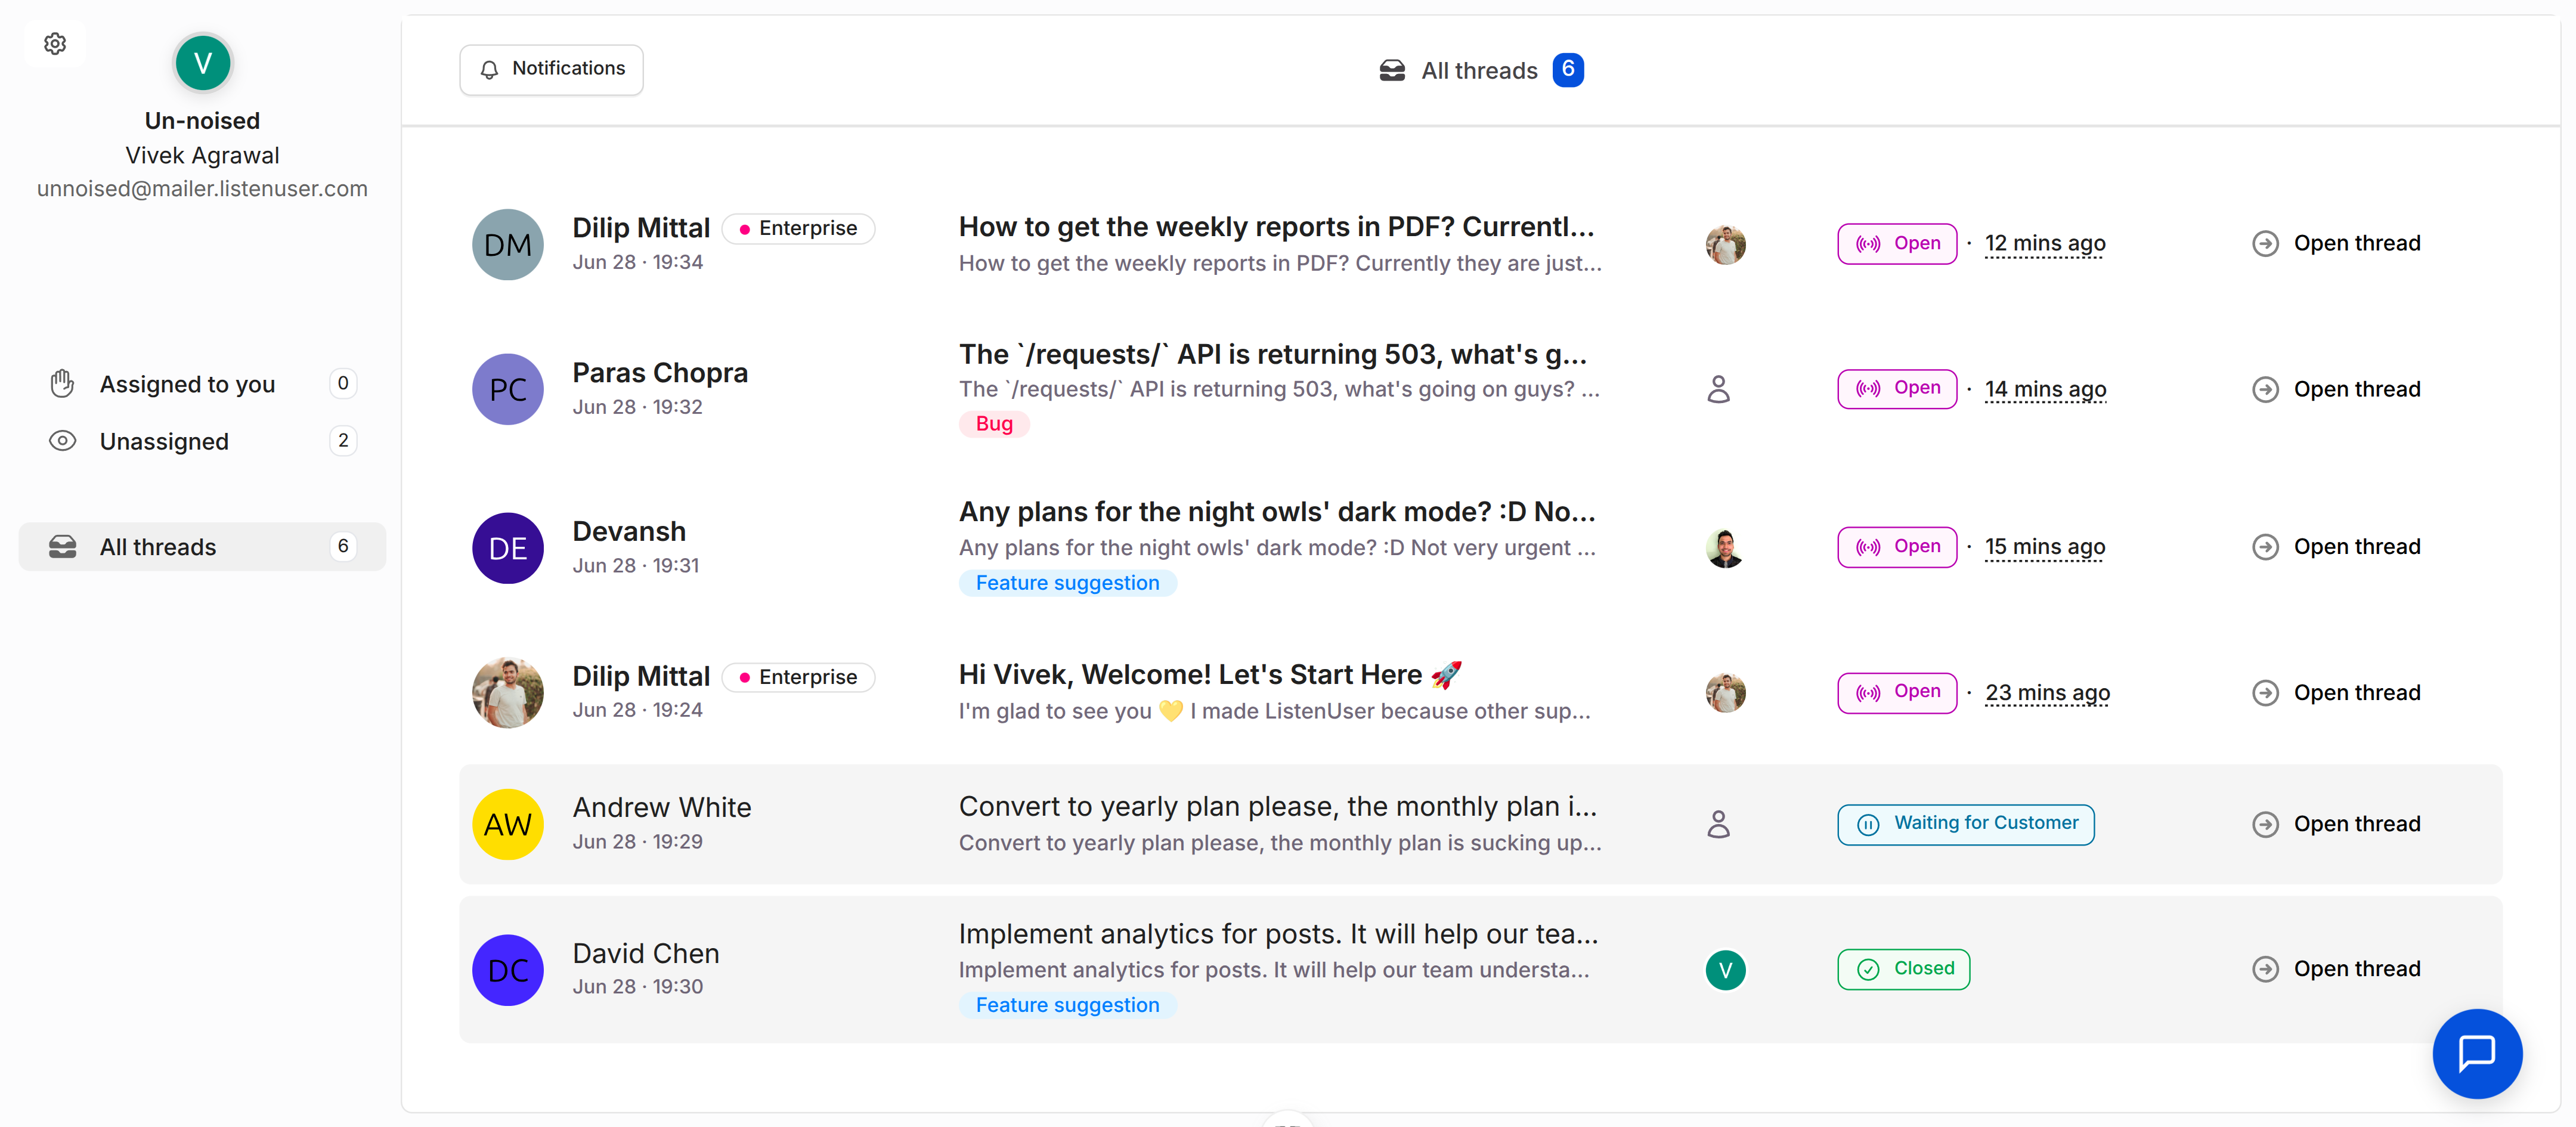 V
Un-noised
Vivek Agrawal
unnoised@mailer.listenuser.com
Assigned to you 0
Unassigned 2
All threads 6
Notifications
All threads 6
DM
Dilip Mittal Enterprise
Jun 28 · 19:34
How to get the weekly reports in PDF? Currentl...
How to get the weekly reports in PDF? Currently they are just...
Open · 12 mins ago
Open thread
PC
Paras Chopra
Jun 28 · 19:32
The `/requests/` API is returning 503, what's g...
The `/requests/` API is returning 503, what's going on guys? ...
Bug
Open · 14 mins ago
Open thread
DE
Devansh
Jun 28 · 19:31
Any plans for the night owls' dark mode? :D No...
Any plans for the night owls' dark mode? :D Not very urgent ...
Feature suggestion
Open · 15 mins ago
Open thread
Dilip Mittal Enterprise
Jun 28 · 19:24
Hi Vivek, Welcome! Let's Start Here 🚀
I'm glad to see you 💛 I made ListenUser because other sup...
Open · 23 mins ago
Open thread
AW
Andrew White
Jun 28 · 19:29
Convert to yearly plan please, the monthly plan i...
Convert to yearly plan please, the monthly plan is sucking up...
Waiting for Customer
Open thread
DC
David Chen
Jun 28 · 19:30
Implement analytics for posts. It will help our tea...
Implement analytics for posts. It will help our team understa...
Feature suggestion
V
Closed
Open thread